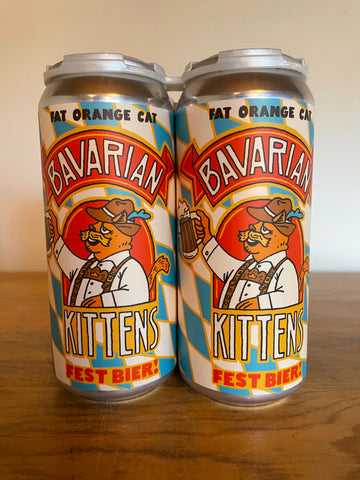 FAT ORANGE CAT
BAVARIAN
KITTENS
FEST BIER!
FAT ORANGE CAT
BAVARIAN
KITTENS
FEST BIER!